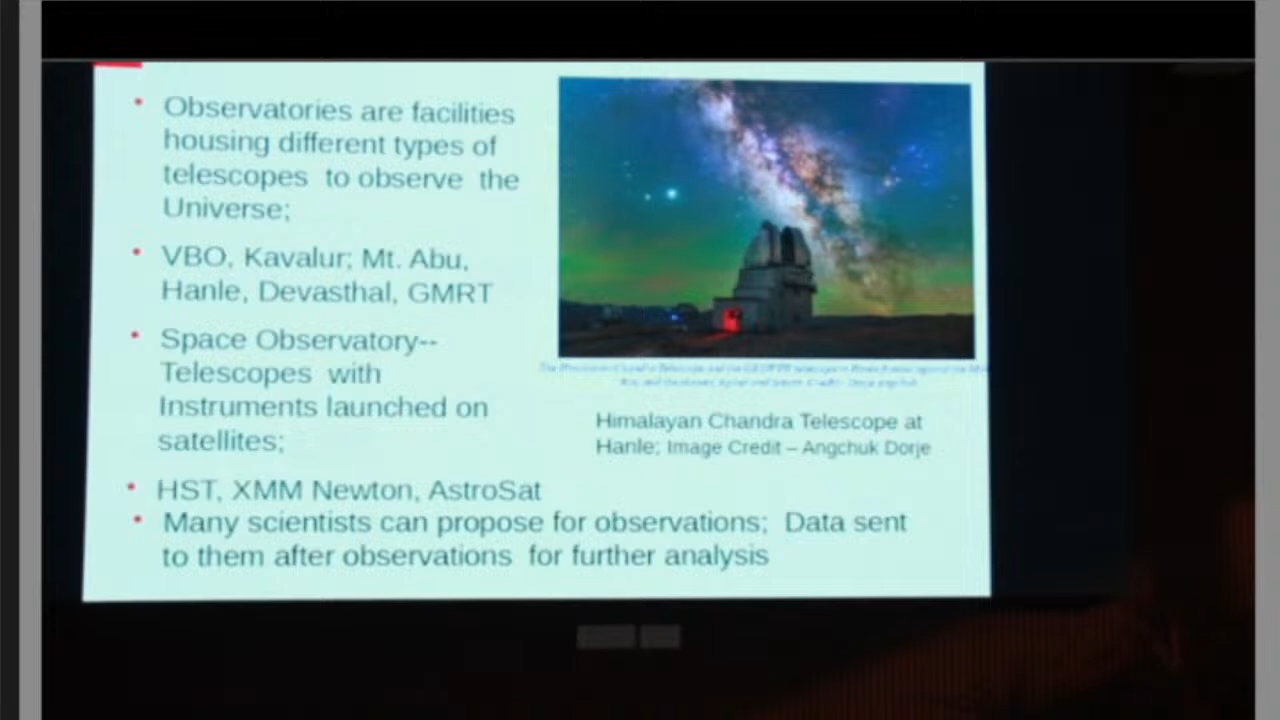 Observatories are facilities
housing different types of
telescopes to observe the
Universe;
VBO, Kavalur; Mt. Abu,
Hanle, Devasthal, GMRT
Space Observatory--
Telescopes with
Instruments launched on
satellites;
HST, XMM Newton, AstroSat
Many scientists can propose for observations; Data sent
to them after observations for further analysis
Himalayan Chandra Telescope at
Hanle; Image Credit – Angchuk Dorje